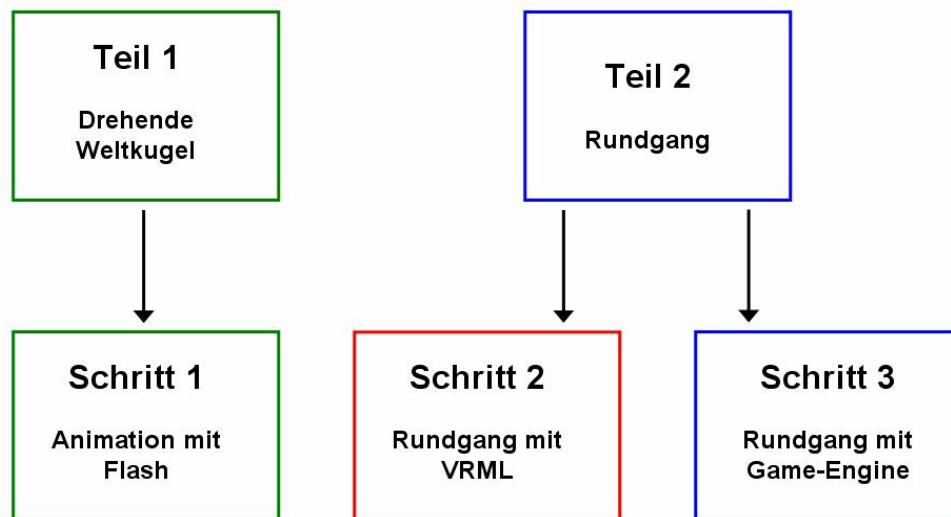 Teil 1
Drehende
Weltkugel
Teil 2
Rundgang
Schritt 1
Animation mit
Flash
Schritt 2
Rundgang mit
VRML
Schritt 3
Rundgang mit
Game-Engine